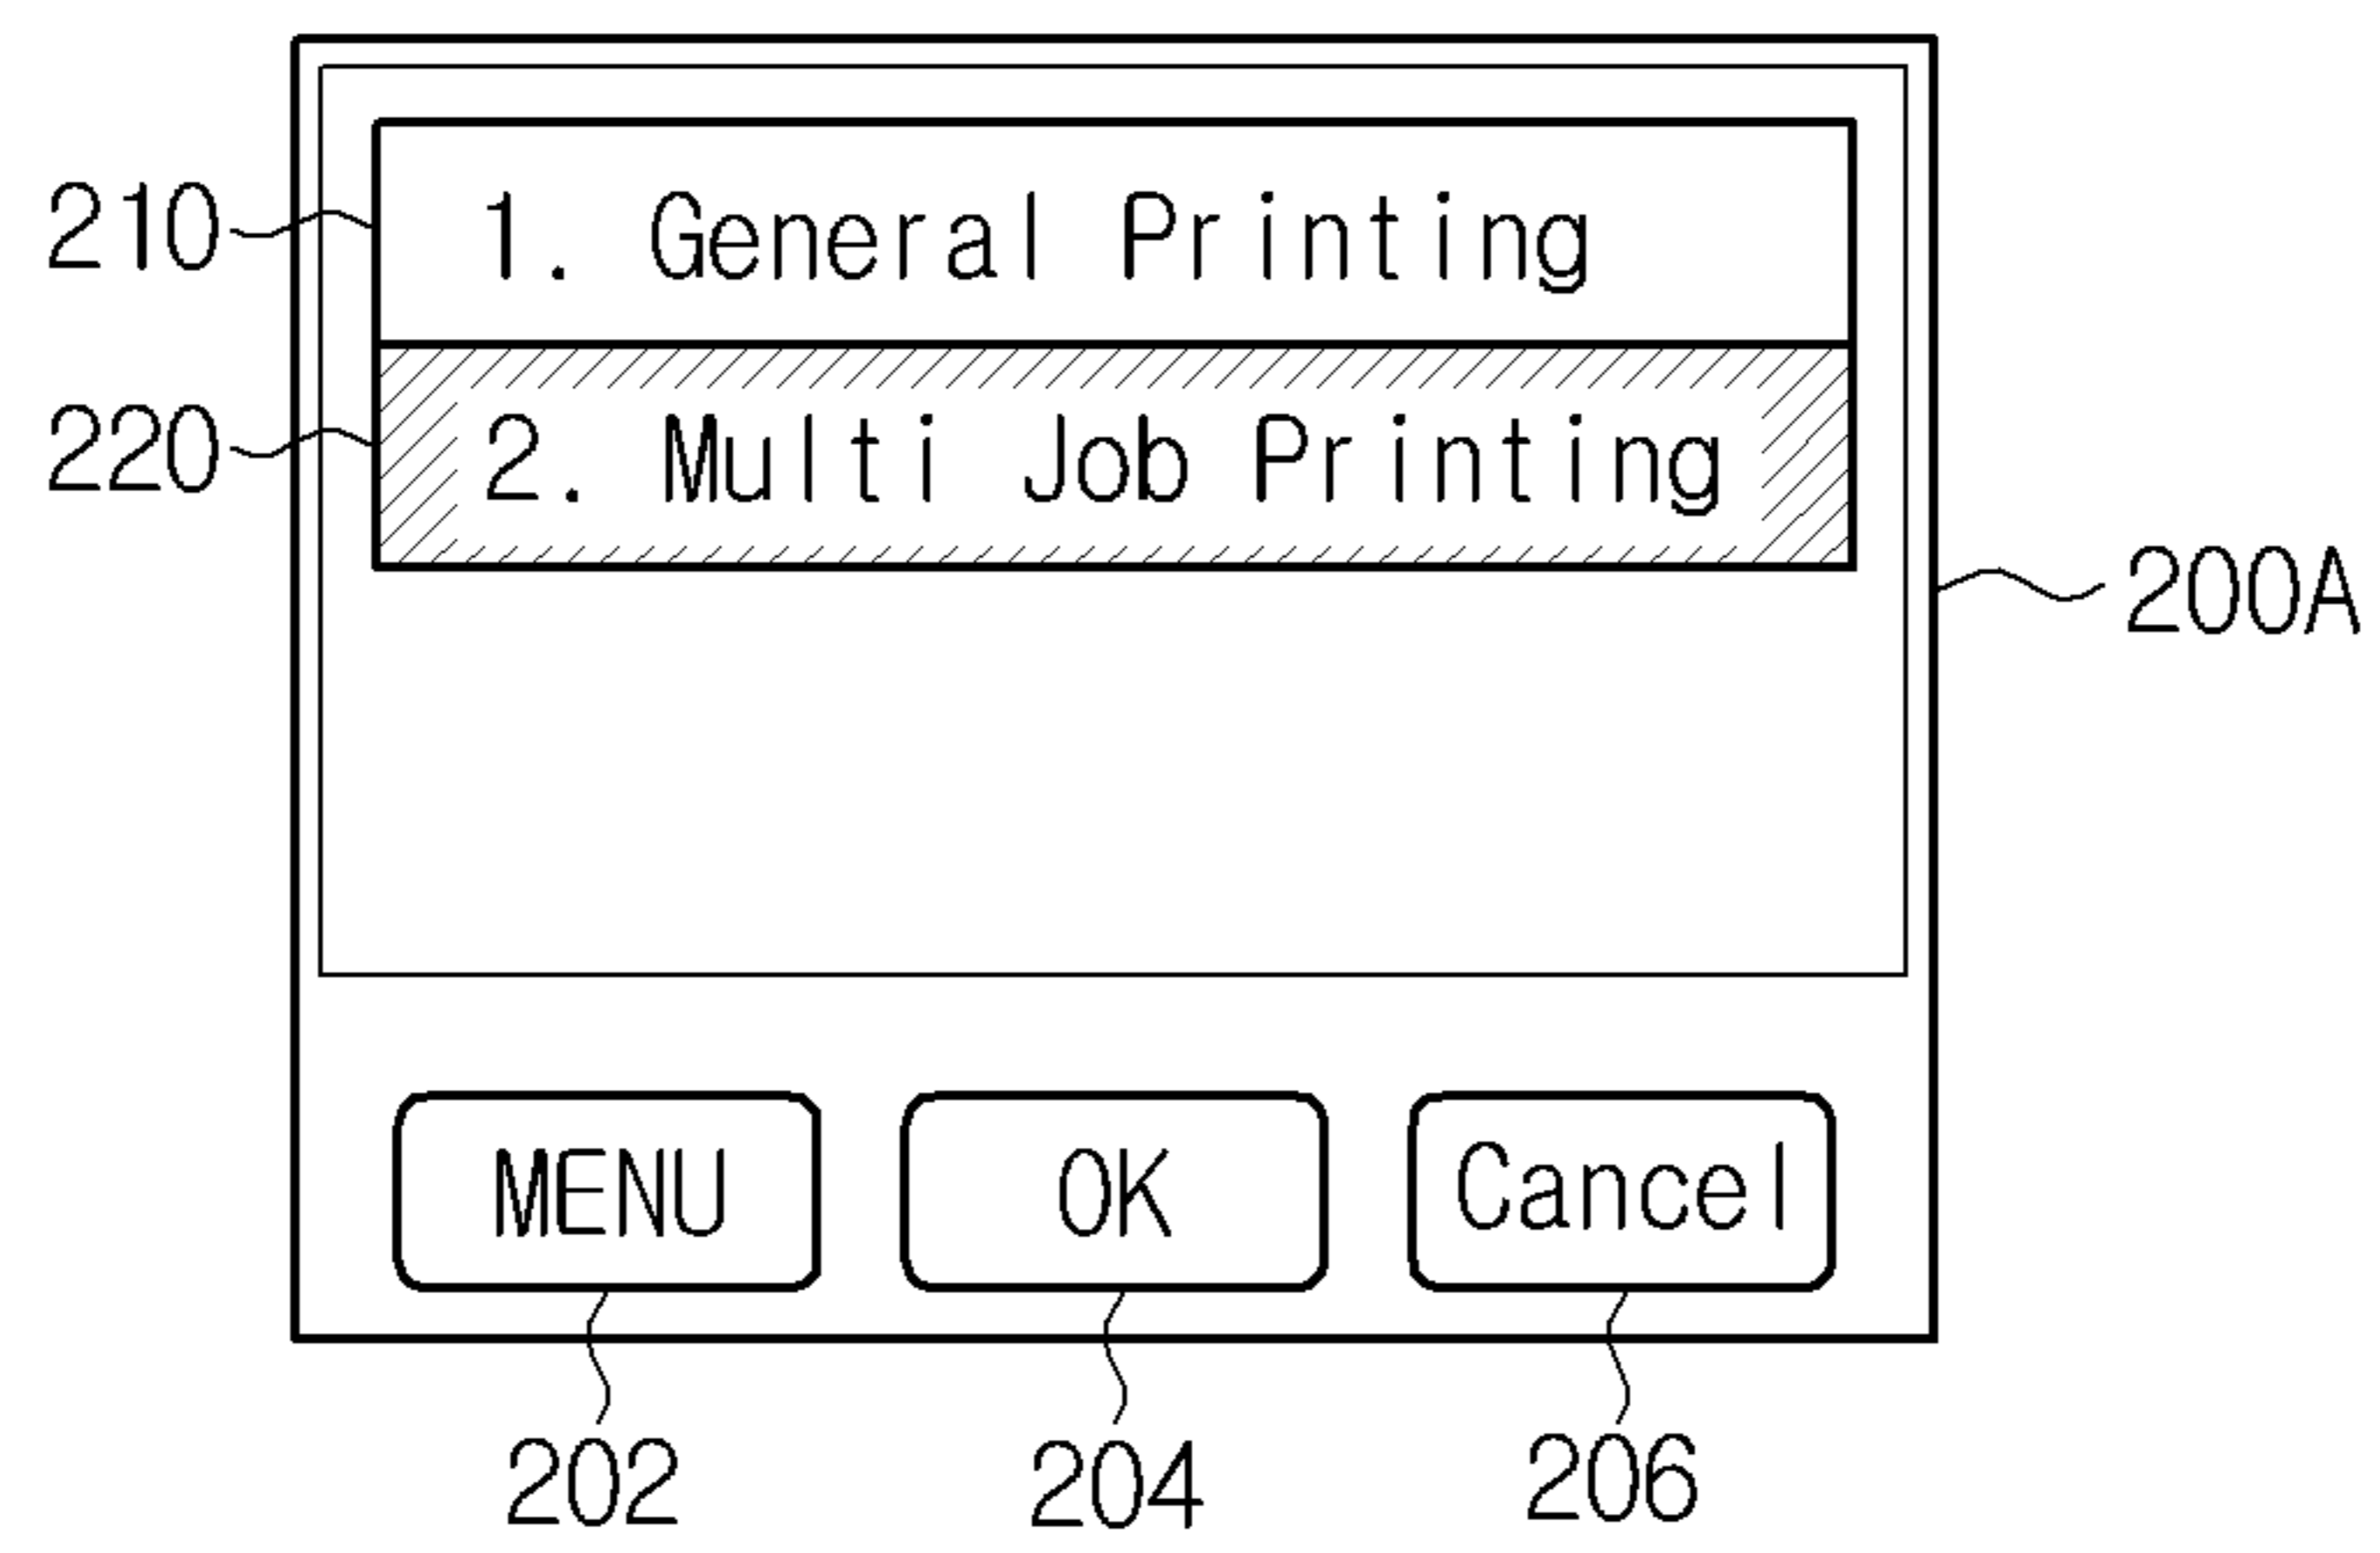 210
1. General Printing
220
2. Multi Job Printing
200A
MENU
OK
Cancel
202
204
206